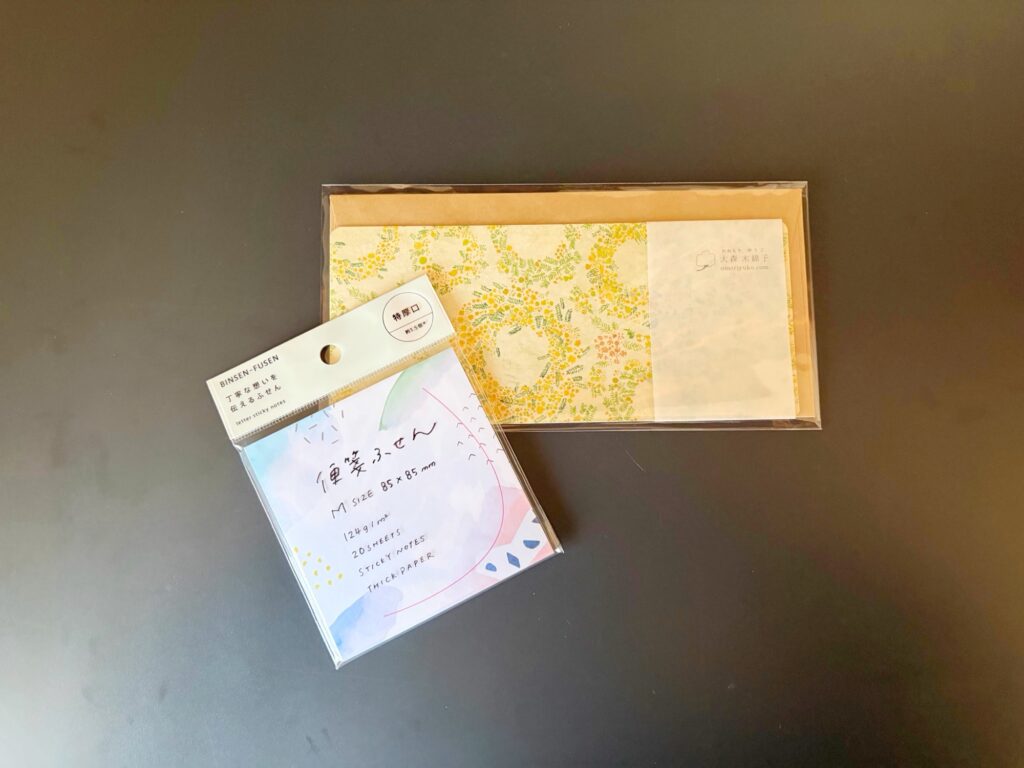 BINSEN-FUSEN
丁寧な想いを
伝えるふせん
letter sticky notes
特厚口
便箋ふせん
M SIZE 85×85mm
124g/m²
20SHEETS
STICKY NOTES
THICK PAPER
大森 木綿子
omoriyuko.com